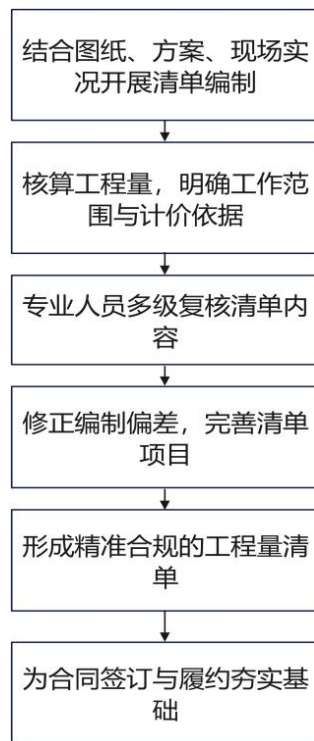 结合图纸、方案、现场实
况开展清单编制
核算工程量，明确工作范
围与计价依据
专业人员多级复核清单内
容
修正编制偏差，完善清单
项目
形成精准合规的工程量清
单
为合同签订与履约夯实基
础